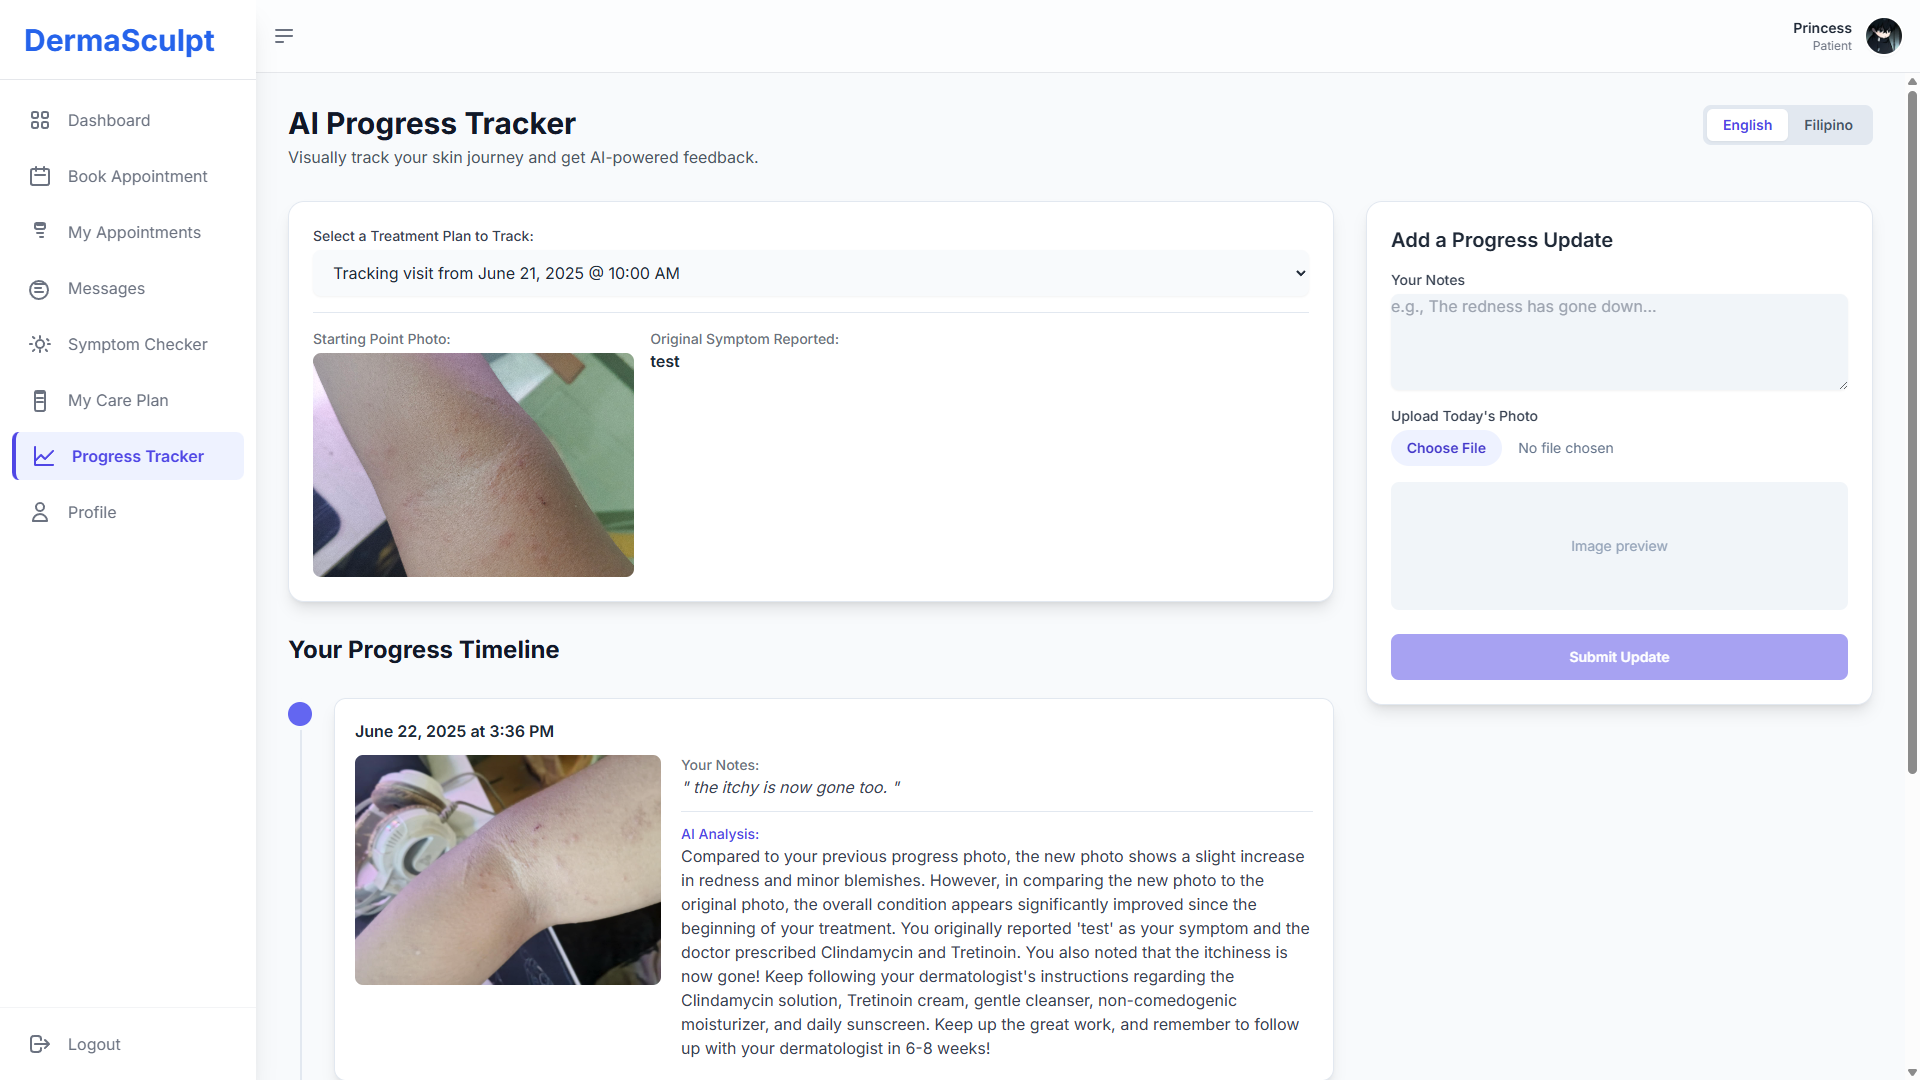 DermaSculpt
Princess
Patient
Dashboard
Book Appointment
My Appointments
Messages
Symptom Checker
My Care Plan
Progress Tracker
Profile
Logout
AI Progress Tracker
Visually track your skin journey and get AI-powered feedback.
English
Filipino
Select a Treatment Plan to Track:
Tracking visit from June 21, 2025 @ 10:00 AM
Starting Point Photo:
Original Symptom Reported:
test
Add a Progress Update
Your Notes
e.g., The redness has gone down...
Upload Today's Photo
Choose File
No file chosen
Image preview
Submit Update
Your Progress Timeline
June 22, 2025 at 3:36 PM
Your Notes:
" the itchy is now gone too. "
AI Analysis:
Compared to your previous progress photo, the new photo shows a slight increase
in redness and minor blemishes. However, in comparing the new photo to the
original photo, the overall condition appears significantly improved since the
beginning of your treatment. You originally reported 'test' as your symptom and the
doctor prescribed Clindamycin and Tretinoin. You also noted that the itchiness is
now gone! Keep following your dermatologist's instructions regarding the
Clindamycin solution, Tretinoin cream, gentle cleanser, non-comedogenic
moisturizer, and daily sunscreen. Keep up the great work, and remember to follow
up with your dermatologist in 6-8 weeks!